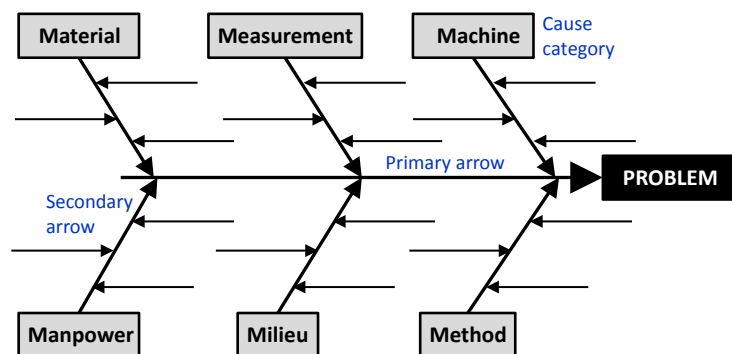 Material
Measurement
Machine
Cause
category
Primary arrow
PROBLEM
Secondary
arrow
Manpower
Milieu
Method